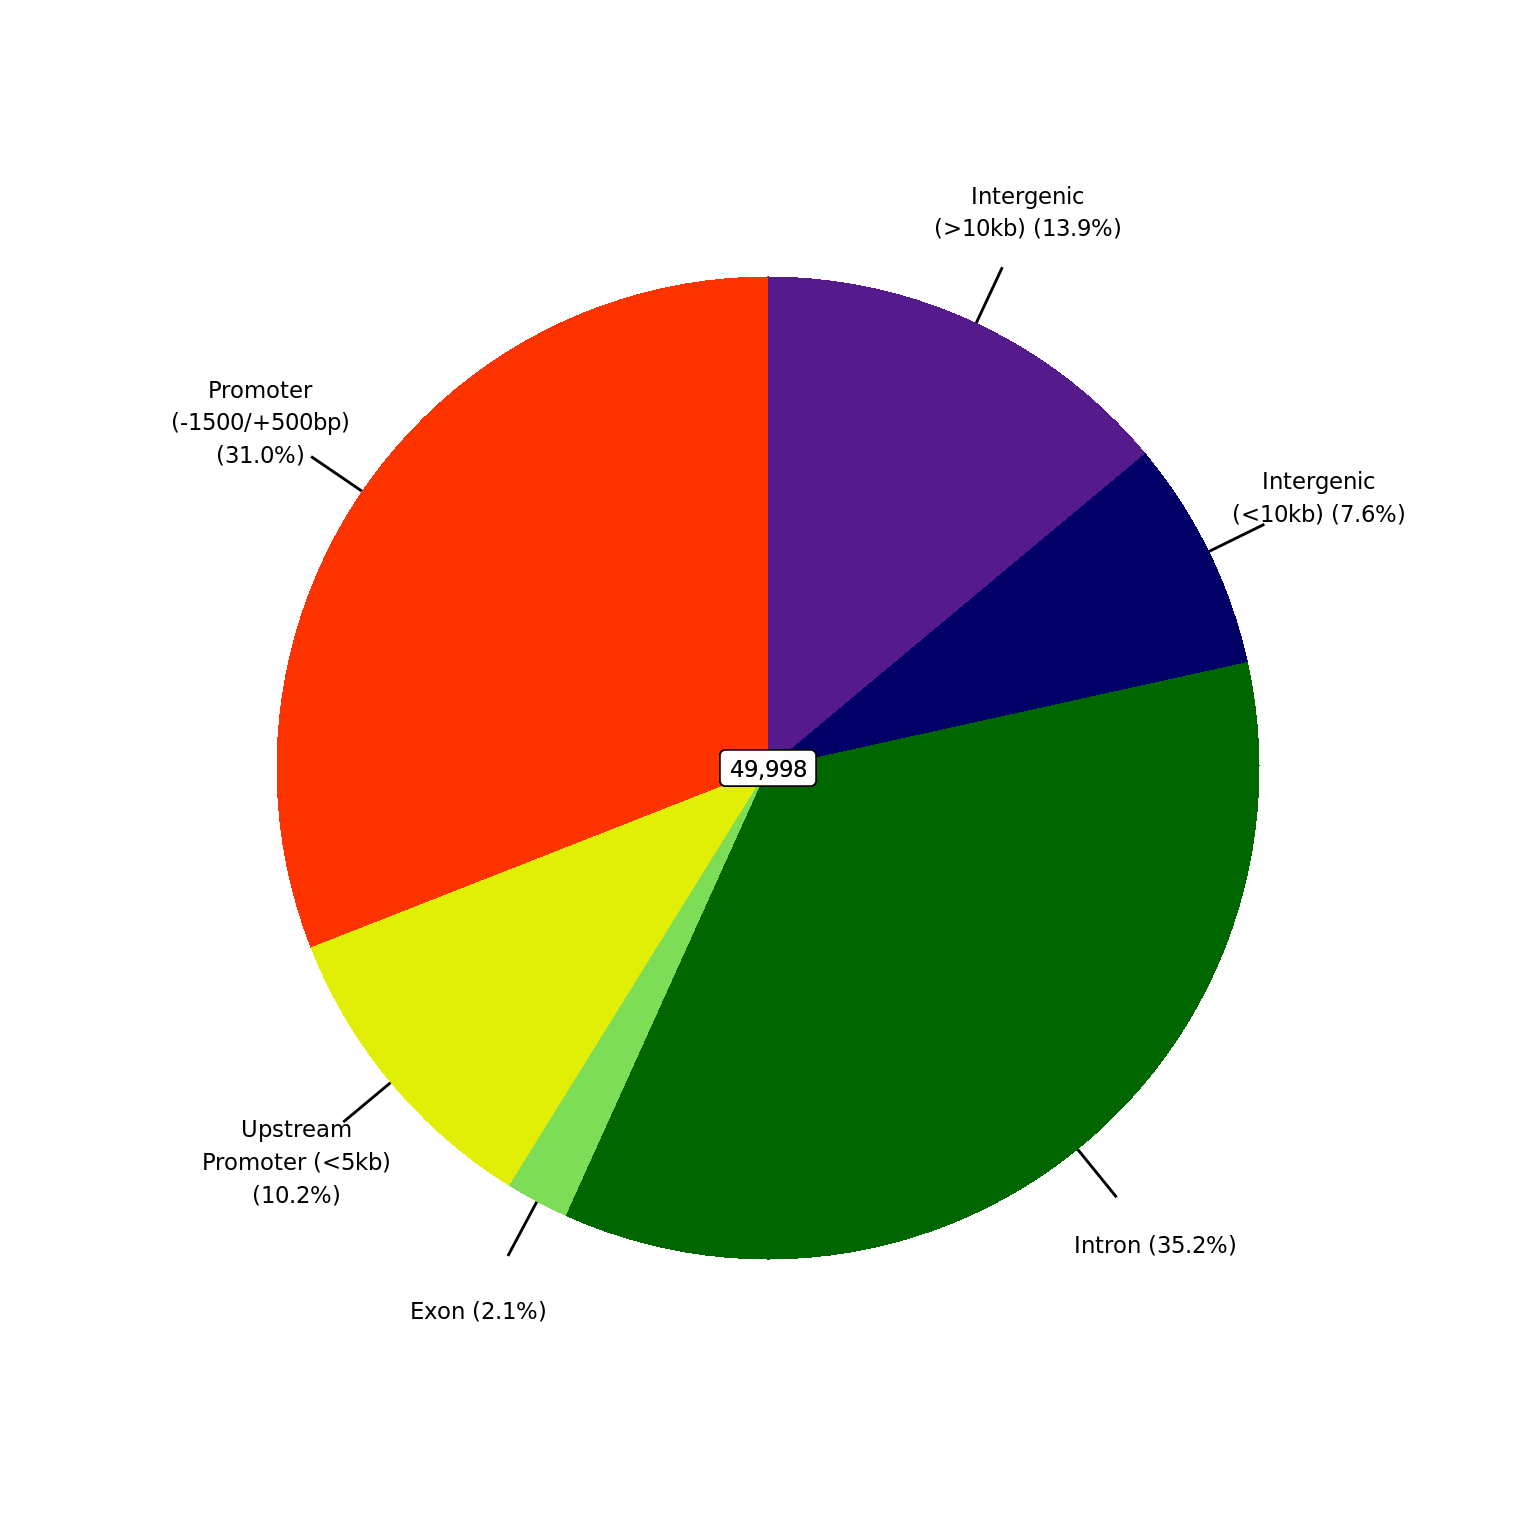 Intergenic
(>10kb) (13.9%)
Promoter
(-1500/+500bp)
(31.0%)
Intergenic
(<10kb) (7.6%)
49,998
Upstream
Promoter (<5kb)
(10.2%)
Intron (35.2%)
Exon (2.1%)